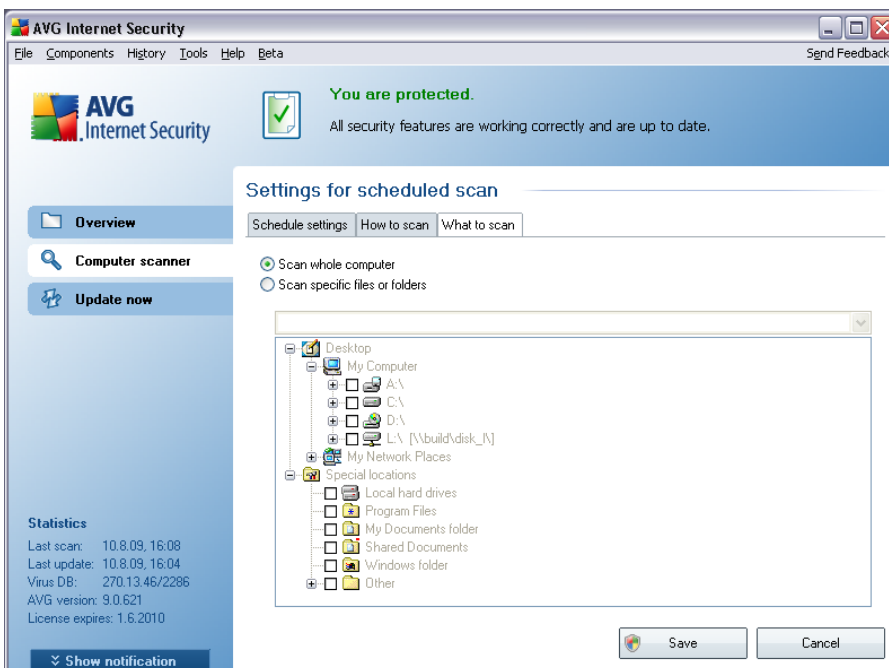 AVG Internet Security
File Components History Tools Help Beta Send Feedback
AVG
Internet Security
You are protected.
All security features are working correctly and are up to date.
Overview
Computer scanner
Update now
Settings for scheduled scan
Schedule settings How to scan What to scan
Scan whole computer
Scan specific files or folders
Desktop
My Computer
A:\
C:\
D:\
L:\ [\\build\disk_l\]
My Network Places
Special locations
Local hard drives
Program Files
My Documents folder
Shared Documents
Windows folder
Other
Statistics
Last scan: 10.8.09, 16:08
Last update: 10.8.09, 16:04
Virus DB: 270.13.46/2286
AVG version: 9.0.621
License expires: 1.6.2010
Show notification
Save Cancel